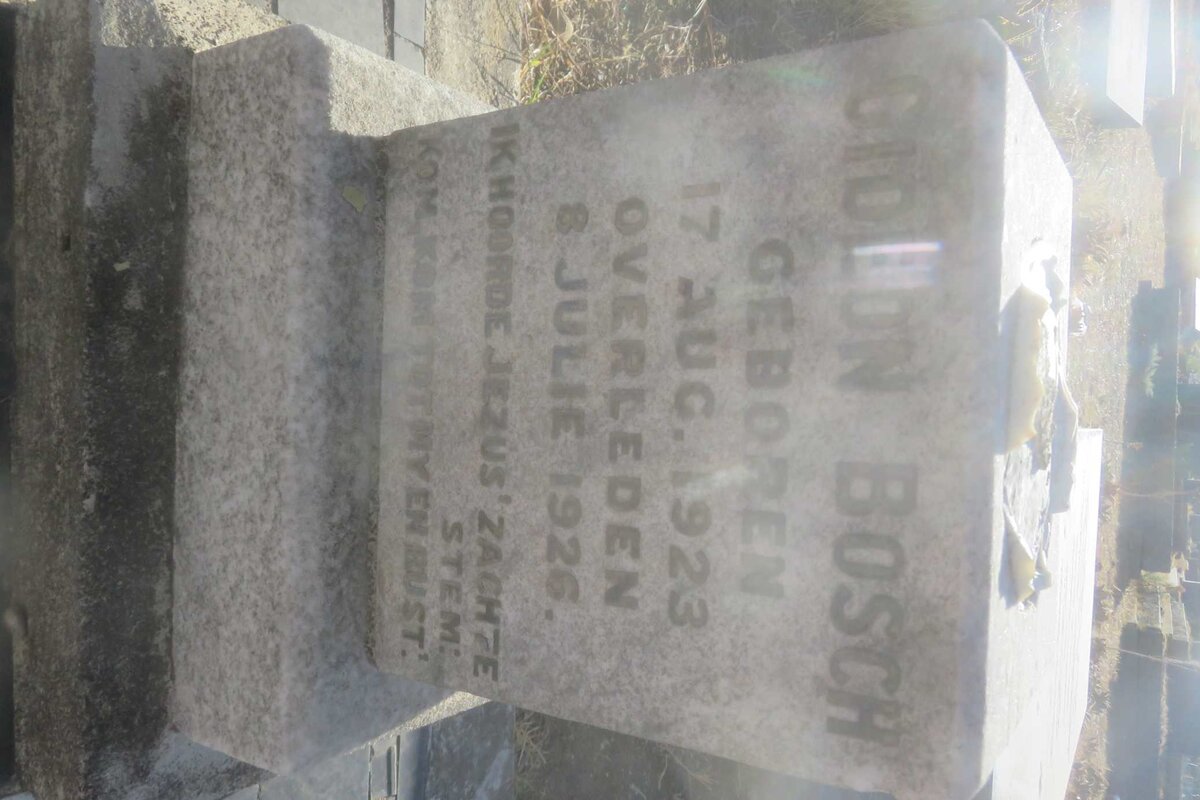 GIDEON BOSCH
GEBOREN
17 AUG. 1923
OVERLEDEN
8 JULIE 1926.
IK HOORDE JEZUS' ZACHTE
STEM:
KOM, KOM TOT MY EN RUST.